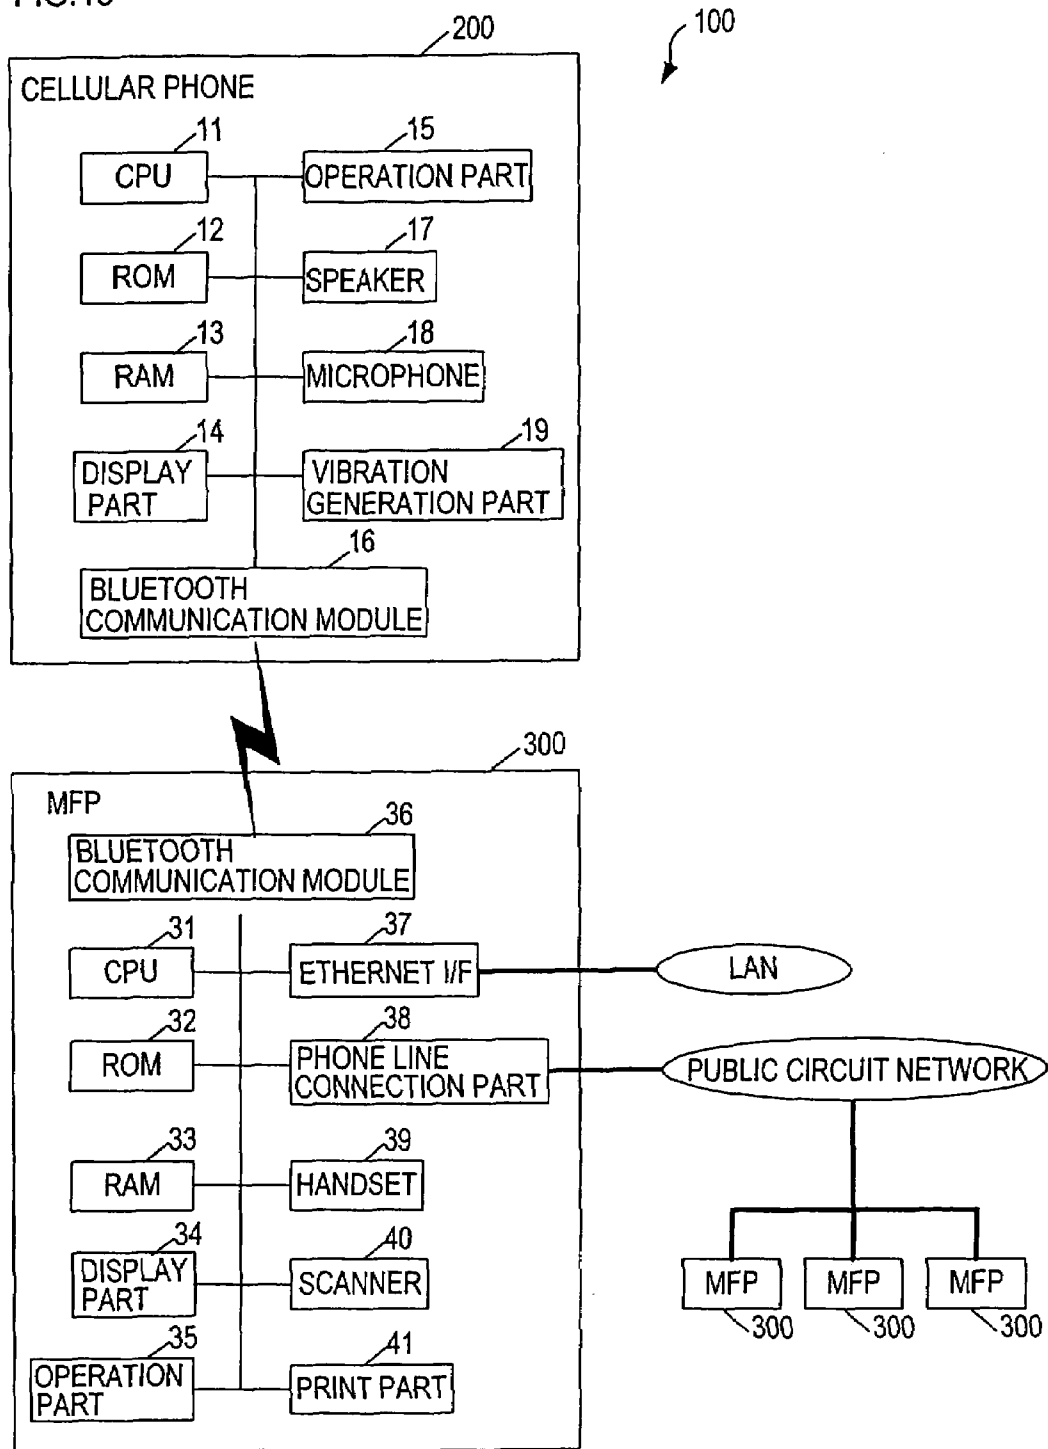 200
100
CELLULAR PHONE
11
15
CPU
OPERATION PART
12
17
ROM
SPEAKER
13
18
RAM
MICROPHONE
14
19
DISPLAY
PART
VIBRATION
GENERATION PART
16
BLUETOOTH
COMMUNICATION MODULE
300
MFP
36
BLUETOOTH
COMMUNICATION MODULE
31
37
CPU
ETHERNET I/F
LAN
32
38
ROM
PHONE LINE
CONNECTION PART
PUBLIC CIRCUIT NETWORK
33
39
RAM
HANDSET
34
40
DISPLAY
PART
SCANNER
MFP
MFP
MFP
300
300
300
35
41
OPERATION
PART
PRINT PART